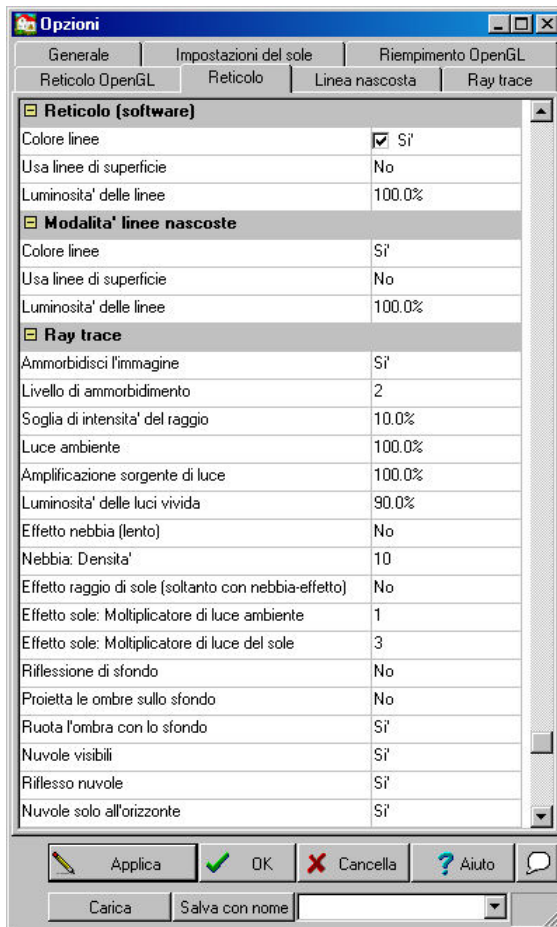 Opzioni
Generale Impostazioni del sole Riempimento OpenGL
Reticolo OpenGL Reticolo Linea nascosta Ray trace
Reticolo (software)
Colore linee Si'
Usa linee di superficie No
Luminosita' delle linee 100.0%
Modalita' linee nascoste
Colore linee Si'
Usa linee di superficie No
Luminosita' delle linee 100.0%
Ray trace
Ammorbidisci l'immagine Si'
Livello di ammorbidimento 2
Soglia di intensita' del raggio 10.0%
Luce ambiente 100.0%
Amplificazione sorgente di luce 100.0%
Luminosita' delle luci vivida 90.0%
Effetto nebbia (lento) No
Nebbia: Densita' 10
Effetto raggio di sole (soltanto con nebbia-effetto) No
Effetto sole: Moltiplicatore di luce ambiente 1
Effetto sole: Moltiplicatore di luce del sole 3
Riflessione di sfondo No
Proietta le ombre sullo sfondo No
Ruota l'ombra con lo sfondo Si'
Nuvole visibili Si'
Riflesso nuvole Si'
Nuvole solo all'orizzonte Si'
Applica OK Cancella Aiuto
Carica Salva con nome